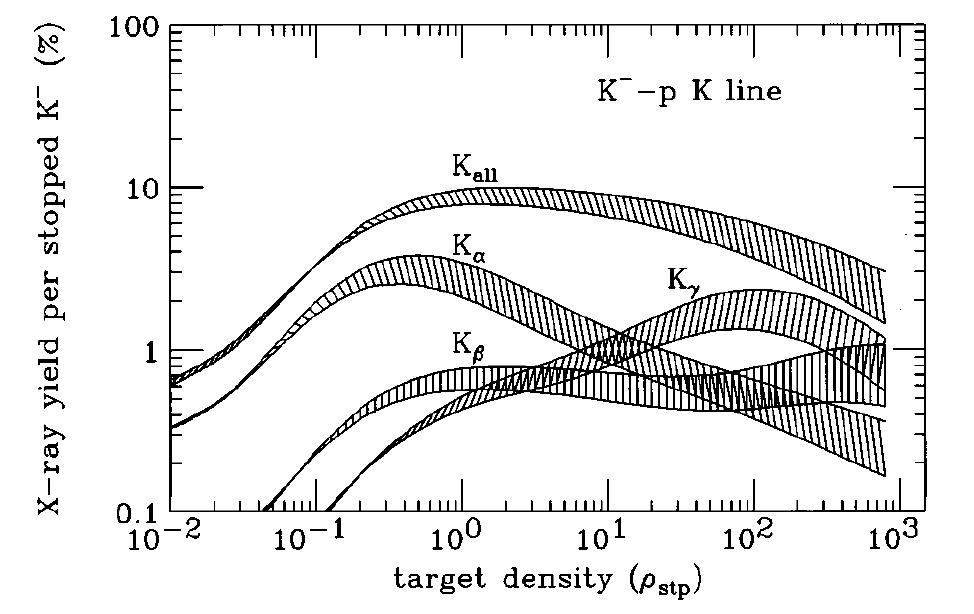 X-ray yield per stopped K⁻ (%)
100
10
1
0.1
K⁻−p K line
K_all
K_α
K_γ
K_β
10⁻² 10⁻¹ 10⁰ 10¹ 10² 10³
target density (ρ_stp)